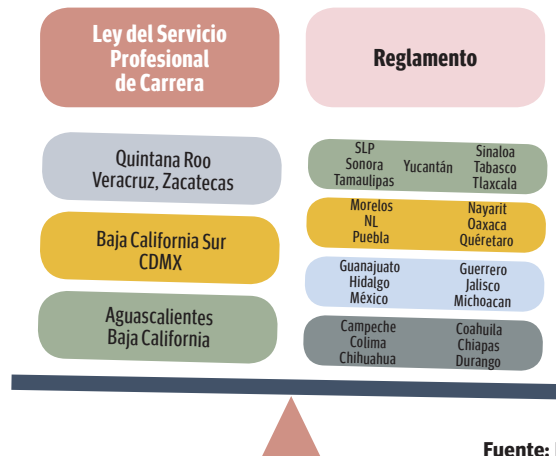 Ley del Servicio
Profesional
de Carrera
Reglamento
Quintana Roo
Veracruz, Zacatecas
Baja California Sur
CDMX
Aguascalientes
Baja California
SLP
Sonora
Tamaulipas
Yucantán
Sinaloa
Tabasco
Tlaxcala
Morelos
NL
Puebla
Nayarit
Oaxaca
Quéretaro
Guanajuato
Hidalgo
México
Guerrero
Jalisco
Michoacan
Campeche
Colima
Chihuahua
Coahuila
Chiapas
Durango
Fuente: